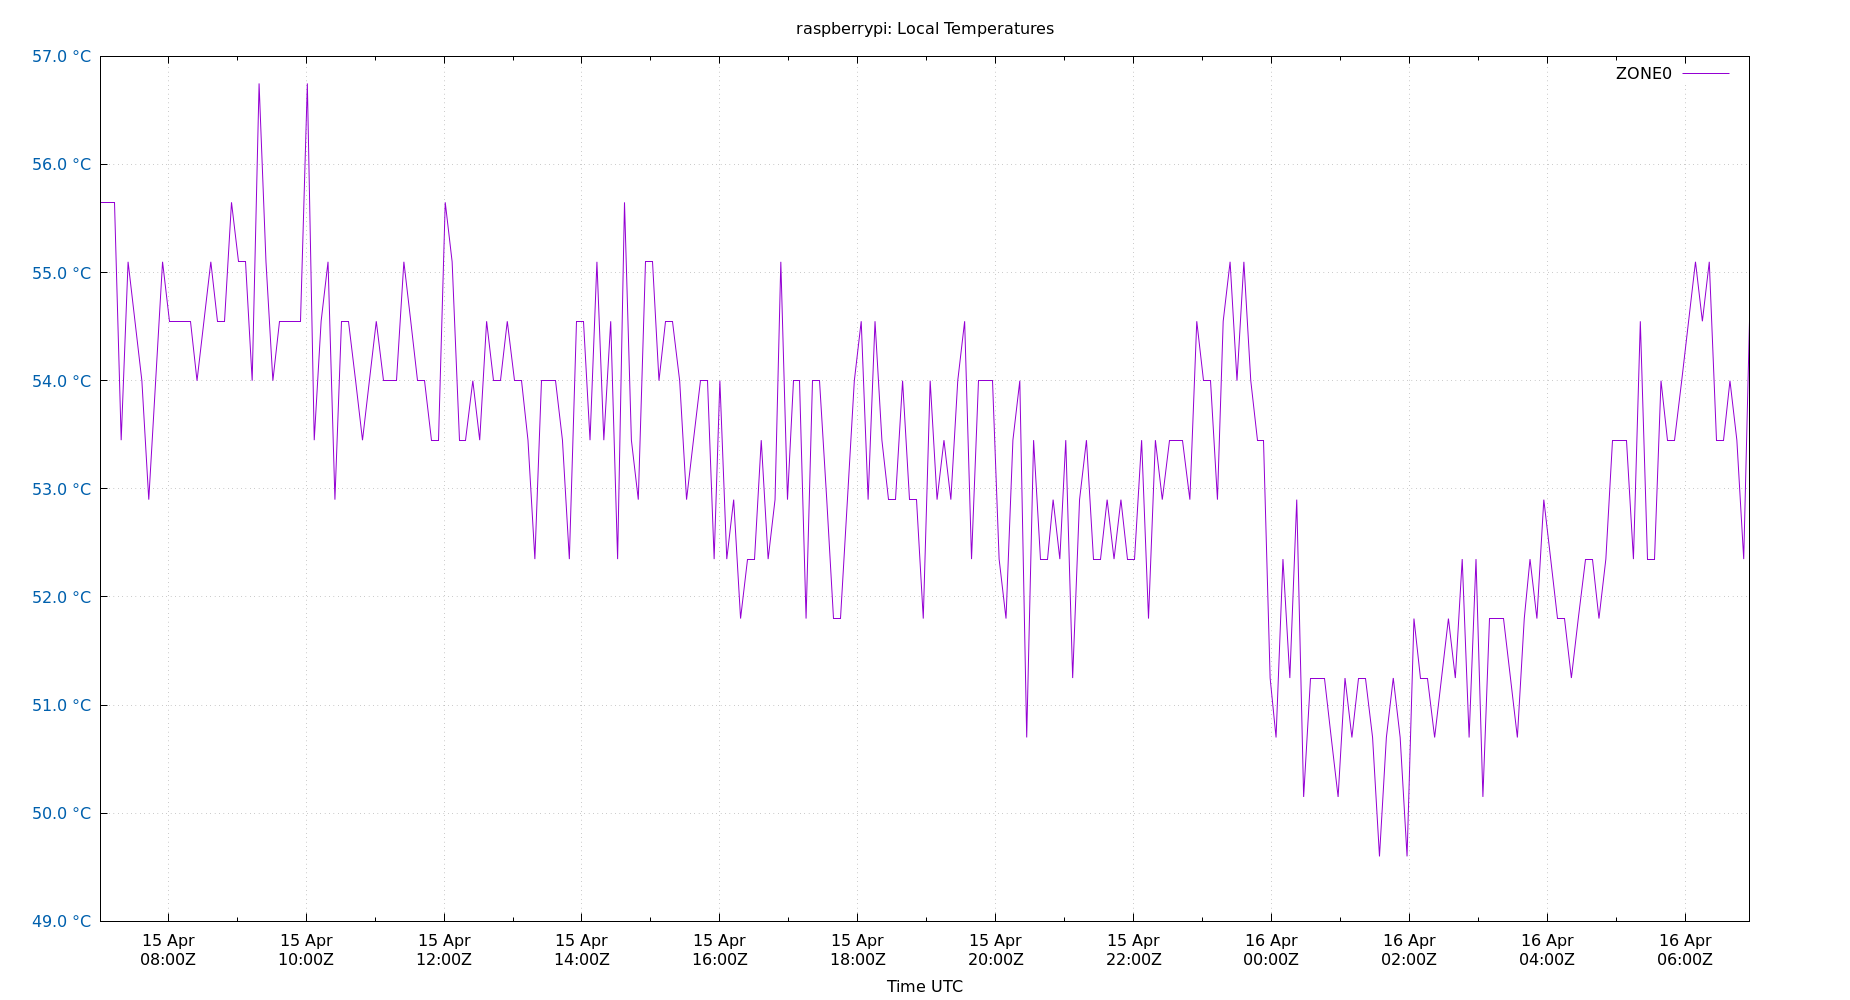 raspberrypi: Local Temperatures
57.0 °C
ZONE0
56.0 °C
55.0 °C
54.0 °C
53.0 °C
52.0 °C
51.0 °C
50.0 °C
49.0 °C
15 Apr 15 Apr 15 Apr 15 Apr 15 Apr 15 Apr 15 Apr 15 Apr 16 Apr 16 Apr 16 Apr 16 Apr
08:00Z 10:00Z 12:00Z 14:00Z 16:00Z 18:00Z 20:00Z 22:00Z 00:00Z 02:00Z 04:00Z 06:00Z
Time UTC